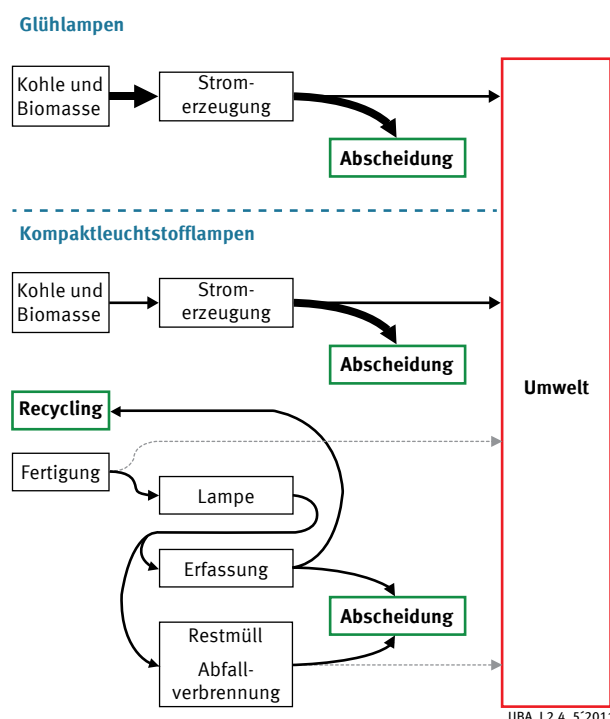 Glühlampen
Kohle und
Biomasse
Strom-
erzeugung
Abscheidung
Kompaktleuchtstofflampen
Kohle und
Biomasse
Strom-
erzeugung
Abscheidung
Umwelt
Recycling
Fertigung
Lampe
Erfassung
Abscheidung
Restmüll
Abfall-
verbrennung